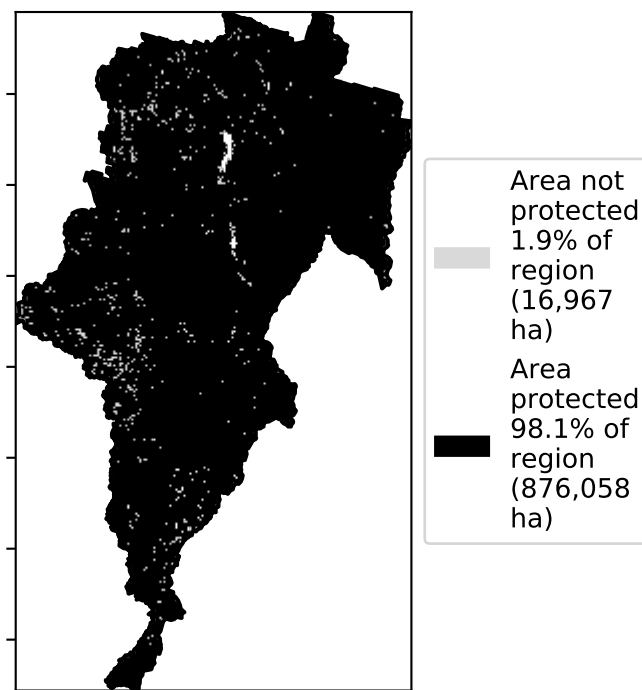 Area not
protected
1.9% of
region
(16,967
ha)
Area
protected
98.1% of
region
(876,058
ha)